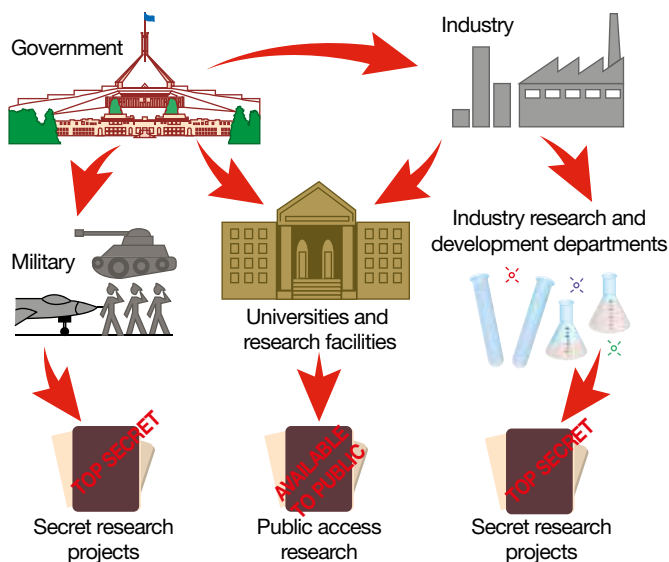 Government
Industry
Military
Universities and
research facilities
Industry research and
development departments
TOP SECRET
AVAILABLE
TO PUBLIC
TOP SECRET
Secret research
projects
Public access
research
Secret research
projects